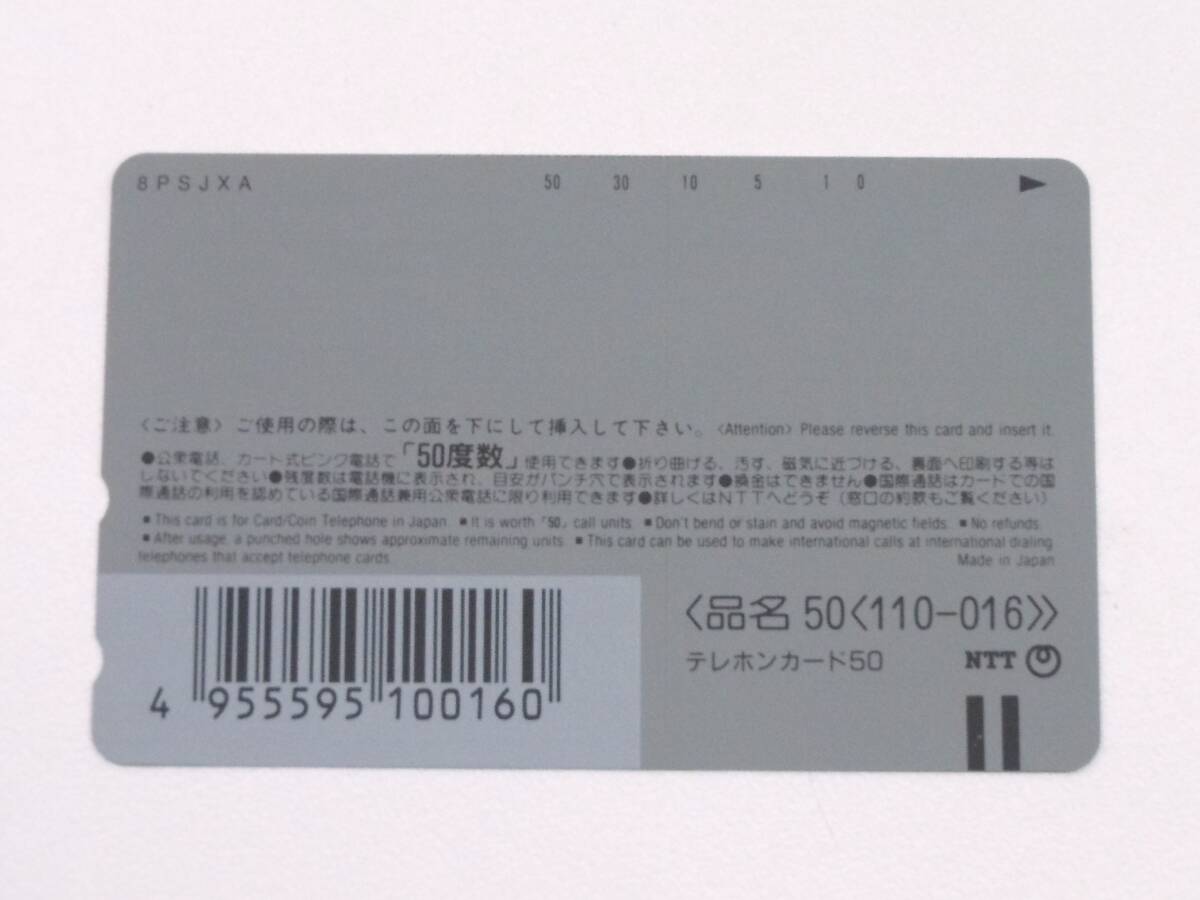 8PSJXA 50 30 10 5 1 0 ▶
〈ご注意〉ご使用の際は、この面を下にして挿入して下さい。〈Attention〉Please reverse this card and insert it.
●公衆電話、カード式ピンク電話で「50度数」使用できます●折り曲げる、汚す、磁気に近づける、裏面へ印刷する等は
しないでください●残度数は電話機に表示され、目安がパンチ穴で表示されます●換金はできません●国際通話はカードでの国
際通話の利用を認めている国際通話兼用公衆電話に限り利用できます●詳しくはNTTへどうぞ（窓口の約款もご覧ください）
■This card is for Card/Coin Telephone in Japan. ■It is worth「50」call units. ■Don't bend or stain and avoid magnetic fields. ■No refunds.
■After usage, a punched hole shows approximate remaining units. ■This card can be used to make international calls at international dialing
telephones that accept telephone cards. Made in Japan
〈品名 50〈110-016〉〉
テレホンカード50 NTT
4 955595 100160